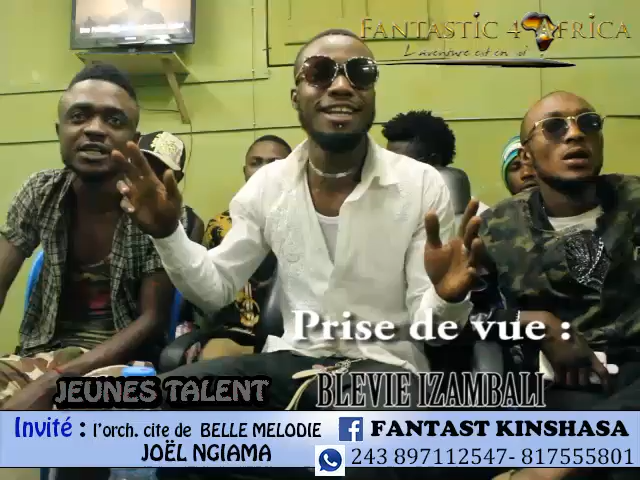 FANTASTIC 4 AFRICA
L'aventure est en soi
Prise de vue :
JEUNES TALENT
BLEVIE IZAMBALI
Invité : l'orch. cite de BELLE MELODIE
JOËL NGIAMA
FANTAST KINSHASA
243 897112547- 817555801